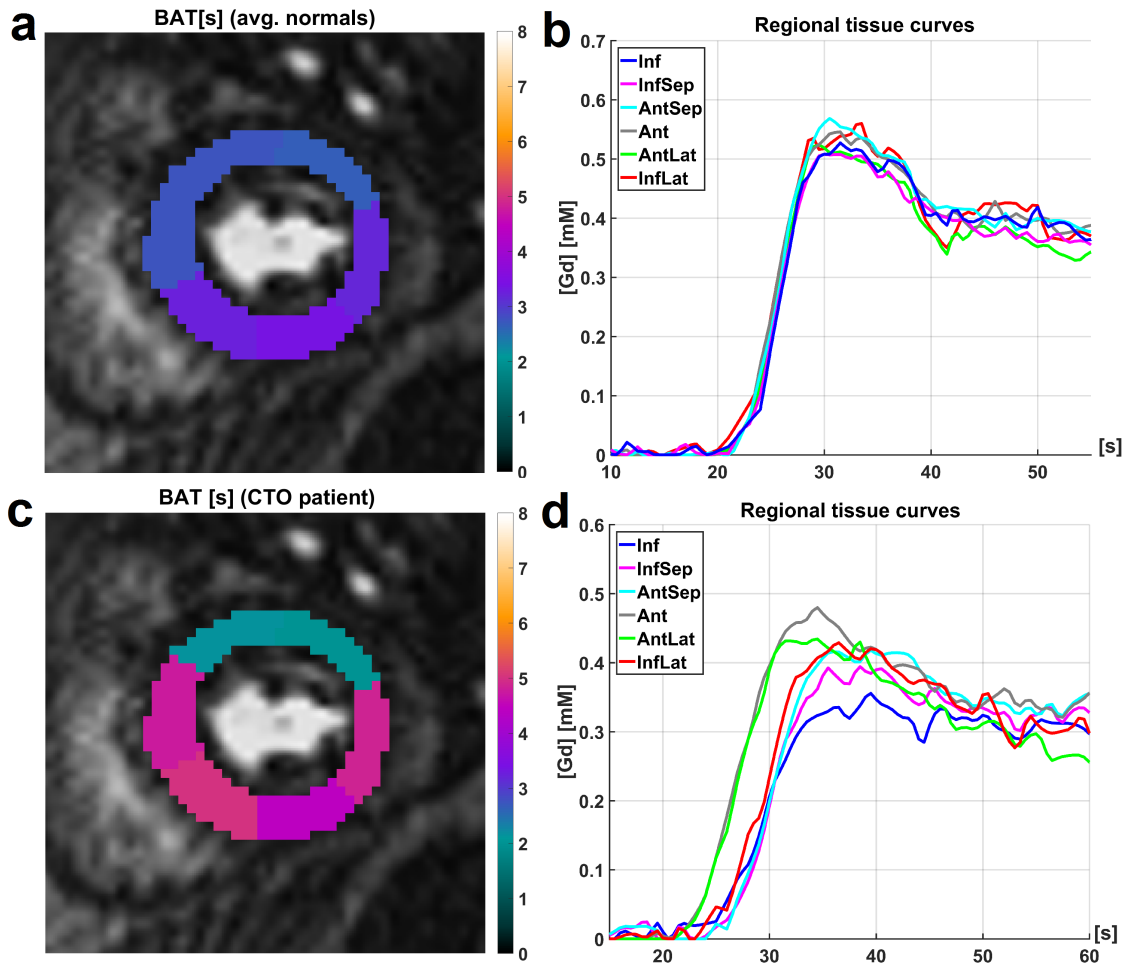 a
BAT[s] (avg. normals)
8
7
6
5
4
3
2
1
0
b
Regional tissue curves
0.7
0.6
0.5
0.4
0.3
0.2
0.1
0
[Gd] [mM]
Inf
InfSep
AntSep
Ant
AntLat
InfLat
10
20
30
40
50
[s]
c
BAT [s] (CTO patient)
8
7
6
5
4
3
2
1
0
d
Regional tissue curves
0.6
0.5
0.4
0.3
0.2
0.1
0
[Gd] [mM]
Inf
InfSep
AntSep
Ant
AntLat
InfLat
20
30
40
50
60
[s]